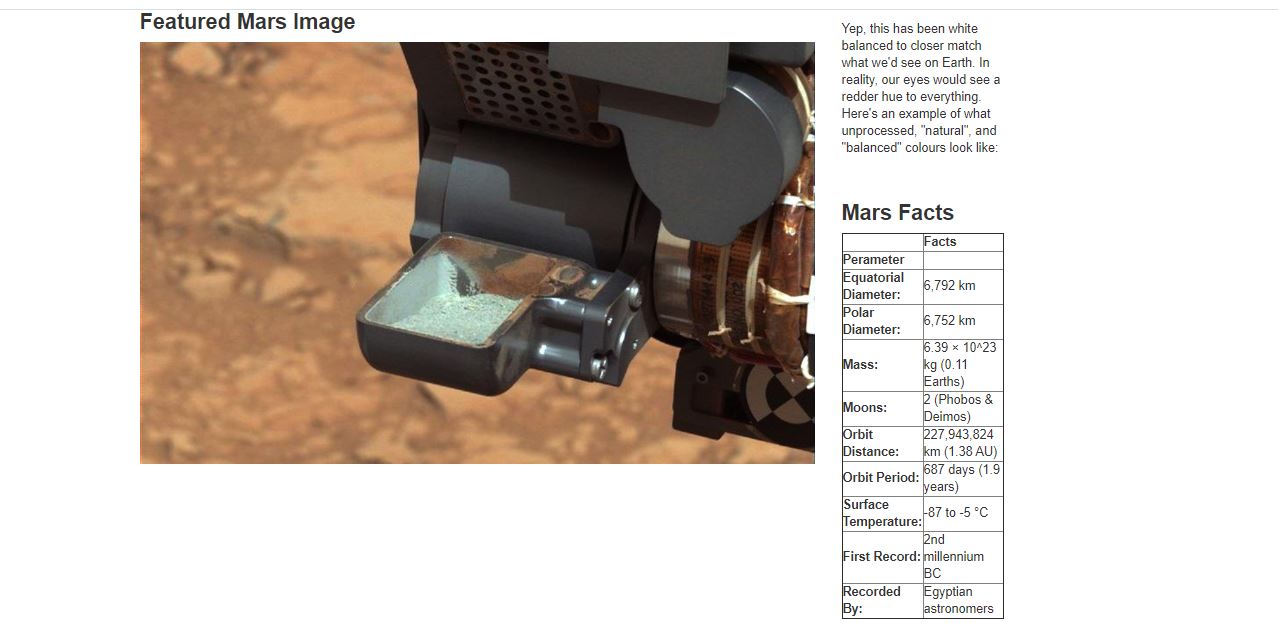 Featured Mars Image
Yep, this has been white
balanced to closer match
what we'd see on Earth. In
reality, our eyes would see a
redder hue to everything.
Here's an example of what
unprocessed, "natural", and
"balanced" colours look like:
Mars Facts
Facts
Perameter
Equatorial
Diameter:
6,792 km
Polar
Diameter:
6,752 km
Mass:
6.39 × 10^23
kg (0.11
Earths)
Moons:
2 (Phobos &
Deimos)
Orbit
Distance:
227,943,824
km (1.38 AU)
Orbit Period:
687 days (1.9
years)
Surface
Temperature:
-87 to -5 °C
First Record:
2nd
millennium
BC
Recorded
By:
Egyptian
astronomers